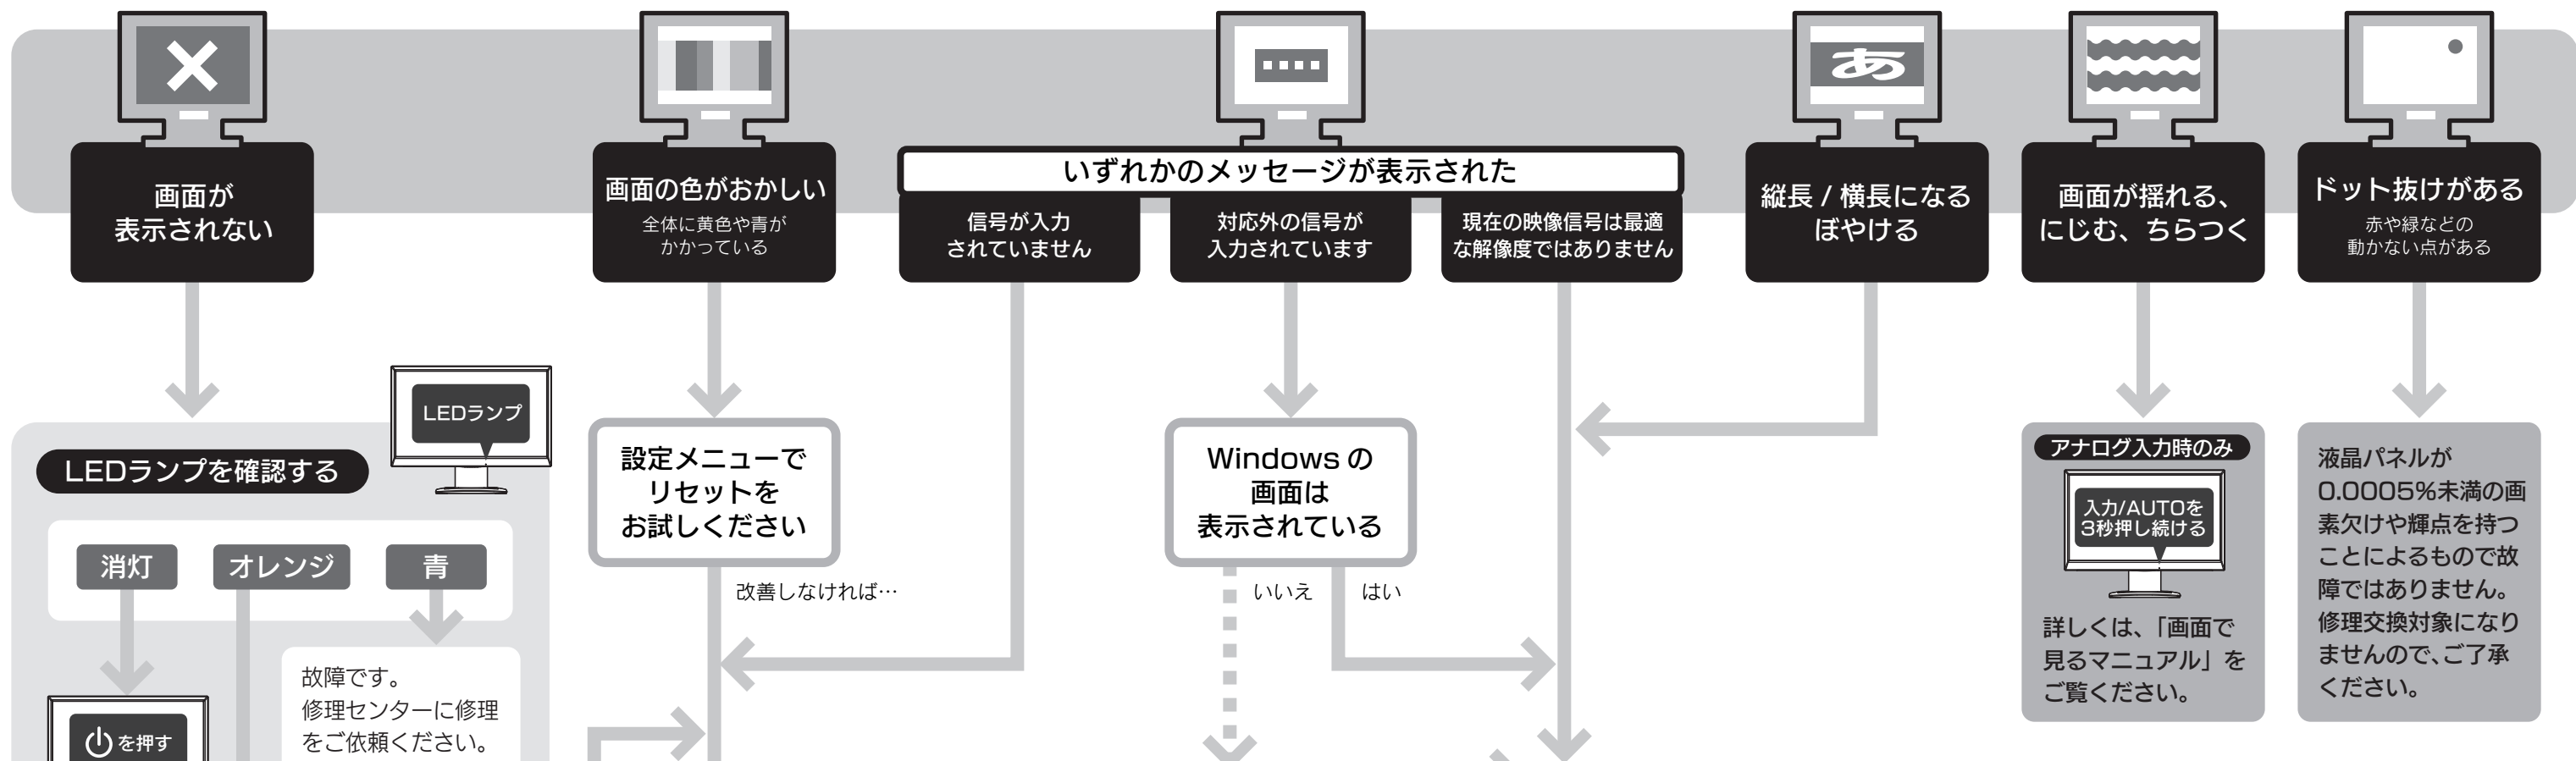 画面が
表示されない
画面の色がおかしい
全体に黄色や青が
かかっている
いずれかのメッセージが表示された
信号が入力
されていません
対応外の信号が
入力されています
現在の映像信号は最適
な解像度ではありません
あ
縦長 / 横長になる
ぼやける
画面が揺れる、
にじむ、ちらつく
ドット抜けがある
赤や緑などの
動かない点がある
LEDランプ
LEDランプを確認する
消灯
オレンジ
青
を押す
故障です。
修理センターに修理
をご依頼ください。
設定メニューで
リセットを
お試しください
改善しなければ…
Windows の
画面は
表示されている
いいえ
はい
アナログ入力時のみ
入力/AUTOを
3秒押し続ける
詳しくは、「画面で
見るマニュアル」を
ご覧ください。
液晶パネルが
0.0005%未満の画
素欠けや輝点を持つ
ことによるもので故
障ではありません。
修理交換対象になり
ませんので、ご了承
ください。